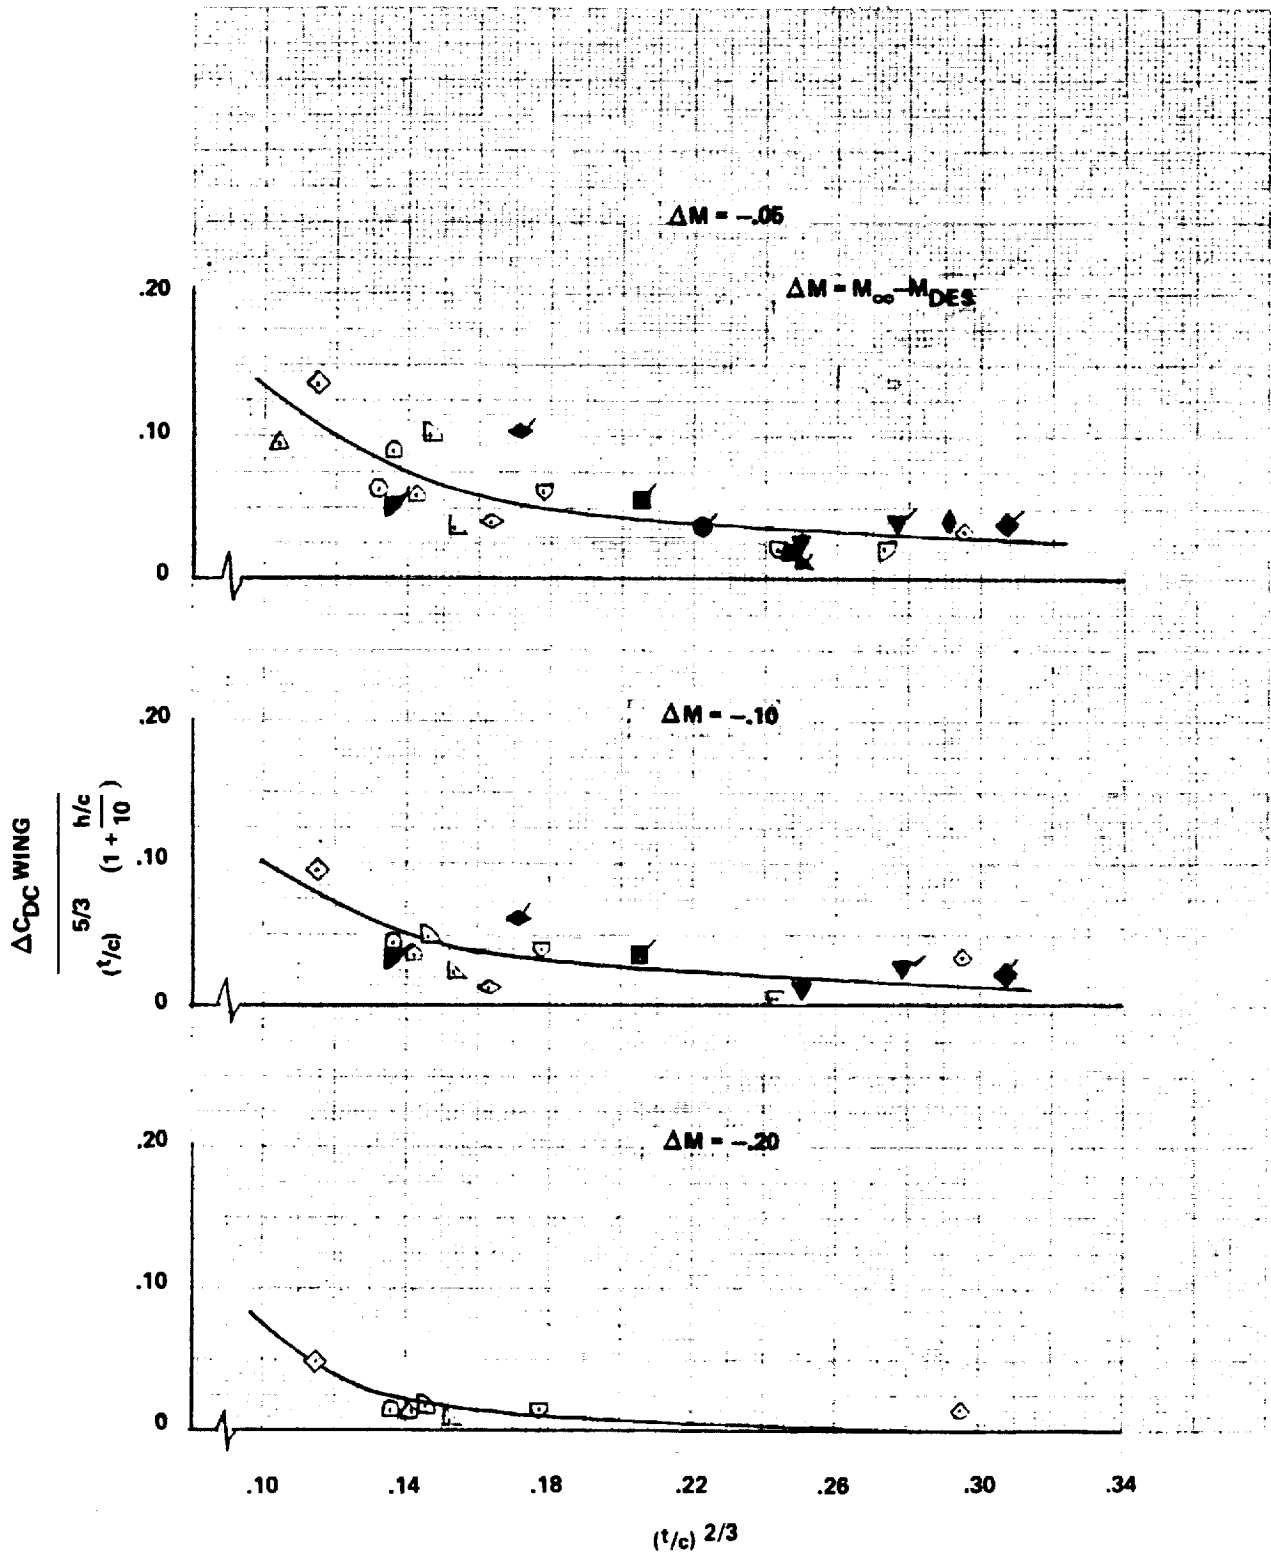 ΔM = -.05
ΔM = M∞-MDES
.20
.10
0
ΔM = -.10
.20
.10
0
ΔCDC WING
(t/c) 5/3 (1 + h/c / 10)
ΔM = -.20
.20
.10
0
.10 .14 .18 .22 .26 .30 .34
(t/c) 2/3